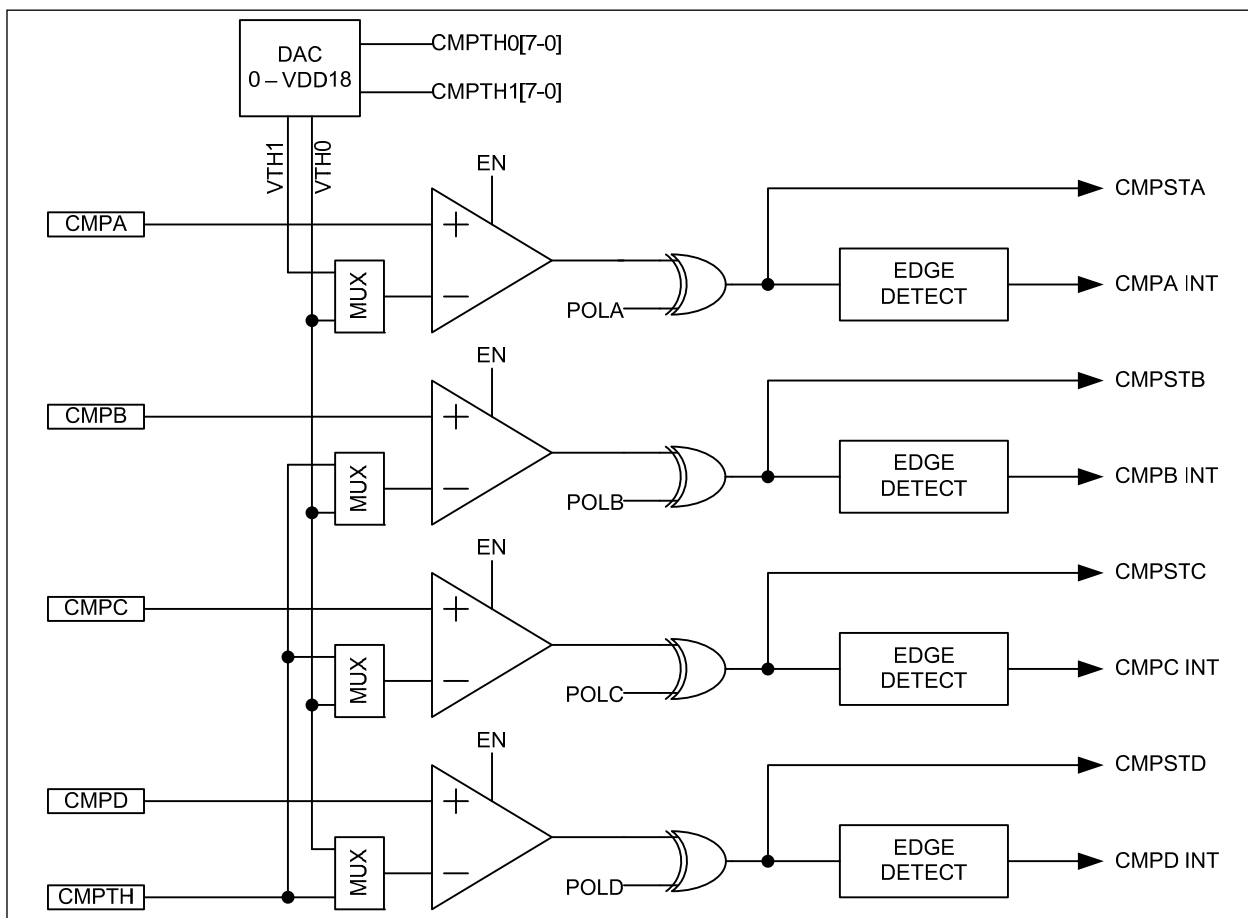 DAC
0 – VDD18
CMPTH0[7-0]
CMPTH1[7-0]
VTH1
VTH0
EN
CMPSTA
CMPA
+
MUX
−
POLA
EDGE
DETECT
CMPA INT
EN
CMPSTB
CMPB
+
MUX
−
POLB
EDGE
DETECT
CMPB INT
EN
CMPSTC
CMPC
+
MUX
−
POLC
EDGE
DETECT
CMPC INT
EN
CMPSTD
CMPD
+
MUX
−
POLD
EDGE
DETECT
CMPD INT
CMPTH